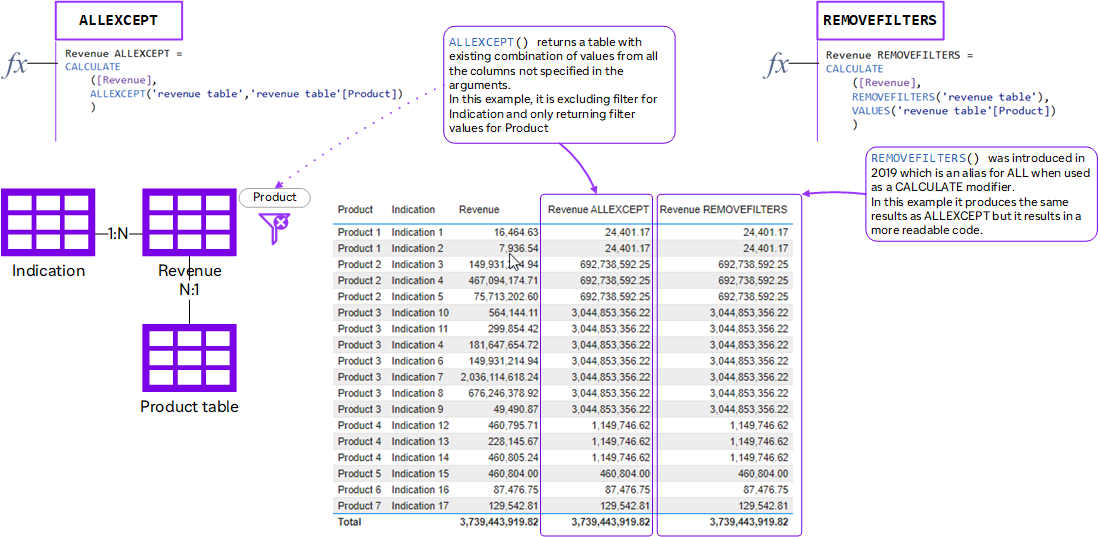 ALLEXCEPT
fx
Revenue ALLEXCEPT =
CALCULATE
([Revenue],
ALLEXCEPT('revenue table','revenue table'[Product])
)
ALLEXCEPT() returns a table with
existing combination of values from all
the columns not specified in the
arguments.
In this example, it is excluding filter for
Indication and only returning filter
values for Product
REMOVEFILTERS
fx
Revenue REMOVEFILTERS =
CALCULATE
([Revenue],
REMOVEFILTERS('revenue table'),
VALUES('revenue table'[Product])
)
REMOVEFILTERS() was introduced in
2019 which is an alias for ALL when used
as a CALCULATE modifier.
In this example it produces the same
results as ALLEXCEPT but it results in a
more readable code.
Indication
1:N
Revenue
N:1
Product table
Product
Product Indication Revenue Revenue ALLEXCEPT Revenue REMOVEFILTERS
Product 1 Indication 1 16,464.63 24,401.17 24,401.17
Product 1 Indication 2 7,936.54 24,401.17 24,401.17
Product 2 Indication 3 692,738,592.25 692,738,592.25
Product 2 Indication 4 467,094,174.71 692,738,592.25 692,738,592.25
Product 2 Indication 5 75,713,202.60 692,738,592.25 692,738,592.25
Product 3 Indication 10 564,144.11 3,044,853,356.22 3,044,853,356.22
Product 3 Indication 11 299,854.42 3,044,853,356.22 3,044,853,356.22
Product 3 Indication 4 181,647,654.72 3,044,853,356.22 3,044,853,356.22
Product 3 Indication 6 149,931,214.94 3,044,853,356.22 3,044,853,356.22
Product 3 Indication 7 2,036,114,618.24 3,044,853,356.22 3,044,853,356.22
Product 3 Indication 8 676,246,378.92 3,044,853,356.22 3,044,853,356.22
Product 3 Indication 9 49,490.87 3,044,853,356.22 3,044,853,356.22
Product 4 Indication 12 460,795.71 1,149,746.62 1,149,746.62
Product 4 Indication 13 228,145.67 1,149,746.62 1,149,746.62
Product 4 Indication 14 460,805.24 1,149,746.62 1,149,746.62
Product 5 Indication 15 460,804.00 460,804.00 460,804.00
Product 6 Indication 16 87,476.75 87,476.75 87,476.75
Product 7 Indication 17 129,542.81 129,542.81 129,542.81
Total 3,739,443,919.82 3,739,443,919.82 3,739,443,919.82